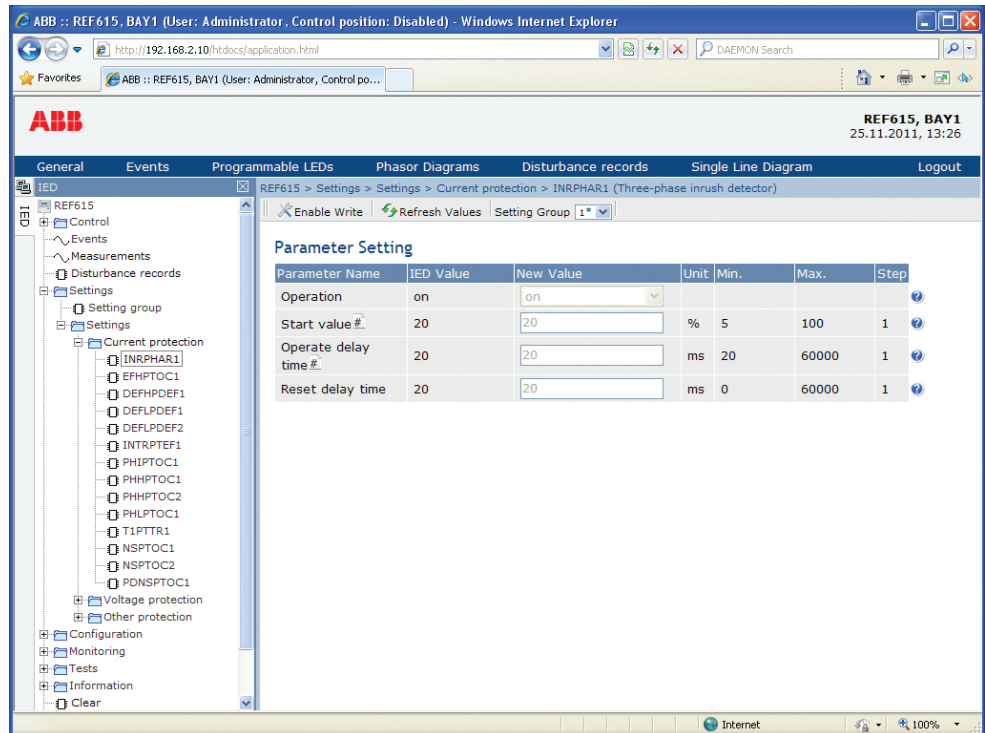 ABB :: REF615, BAY1 (User: Administrator, Control position: Disabled) - Windows Internet Explorer
http://192.168.2.10/htdocs/application.html
DAEMON Search
Favorites
ABB :: REF615, BAY1 (User: Administrator, Control po...
ABB
REF615, BAY1
25.11.2011, 13:26
General Events Programmable LEDs Phasor Diagrams Disturbance records Single Line Diagram Logout
IED
IED
REF615 > Settings > Settings > Current protection > INRPHAR1 (Three-phase inrush detector)
Enable Write Refresh Values Setting Group 1*
REF615
Control
Events
Measurements
Disturbance records
Settings
Setting group
Settings
Current protection
INRPHAR1
EFHPTOC1
DEFHPDEF1
DEFLPDEF1
DEFLPDEF2
INTRPTEF1
PHIPTOC1
PHHPTOC1
PHHPTOC2
PHLPTOC1
T1PTTR1
NSPTOC1
NSPTOC2
PDNSPTOC1
Voltage protection
Other protection
Configuration
Monitoring
Tests
Information
Clear
Parameter Setting
Parameter Name IED Value New Value Unit Min. Max. Step
Operation on on
Start value # 20 20 % 5 100 1
Operate delay
time # 20 20 ms 20 60000 1
Reset delay time 20 20 ms 0 60000 1
Internet 100%